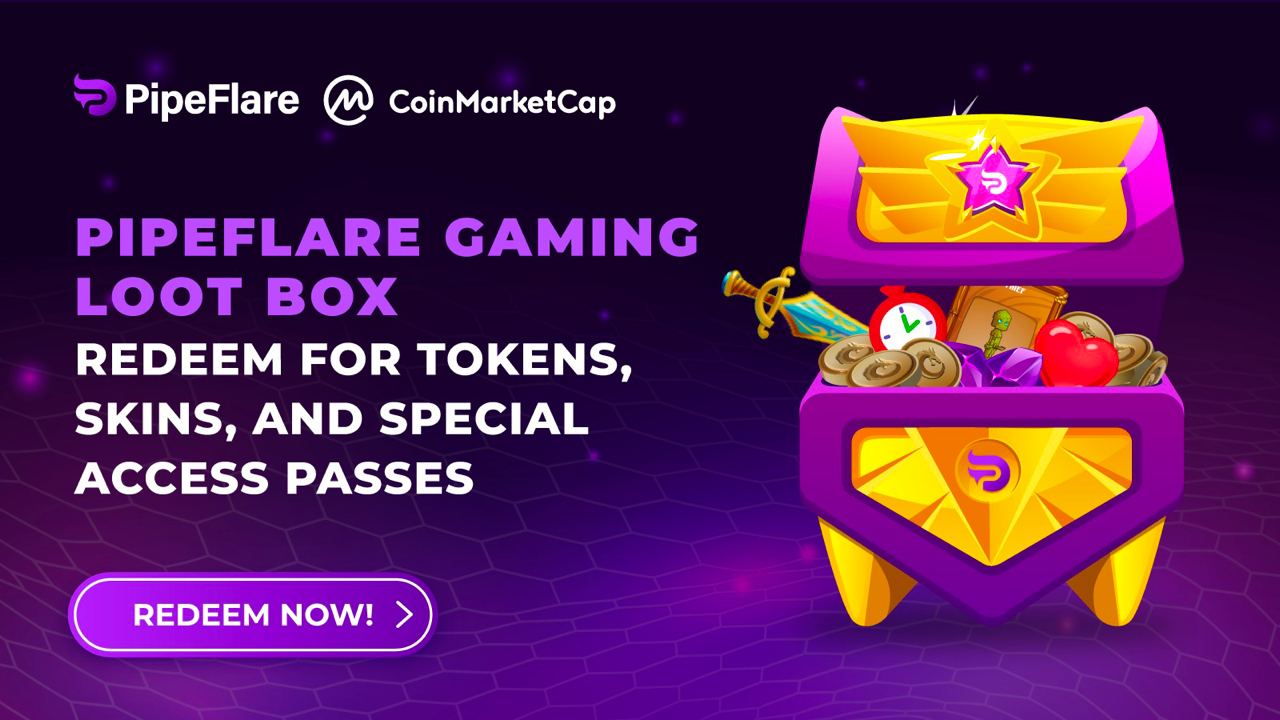 PipeFlare CoinMarketCap
PIPEFLARE GAMING
LOOT BOX
REDEEM FOR TOKENS,
SKINS, AND SPECIAL
ACCESS PASSES
REDEEM NOW!